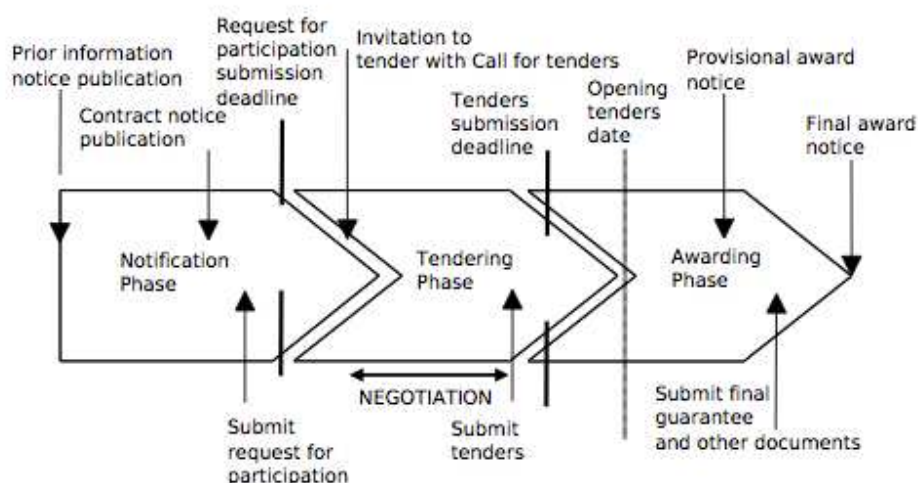 Prior information
notice publication
Contract notice
publication
Request for
participation
submission
deadline
Invitation to
tender with Call for tenders
Tenders
submission
deadline
Opening
tenders
date
Provisional award
notice
Final award
notice
Notification
Phase
Tendering
Phase
Awarding
Phase
NEGOTIATION
Submit
request for
participation
Submit
tenders
Submit final
guarantee
and other documents